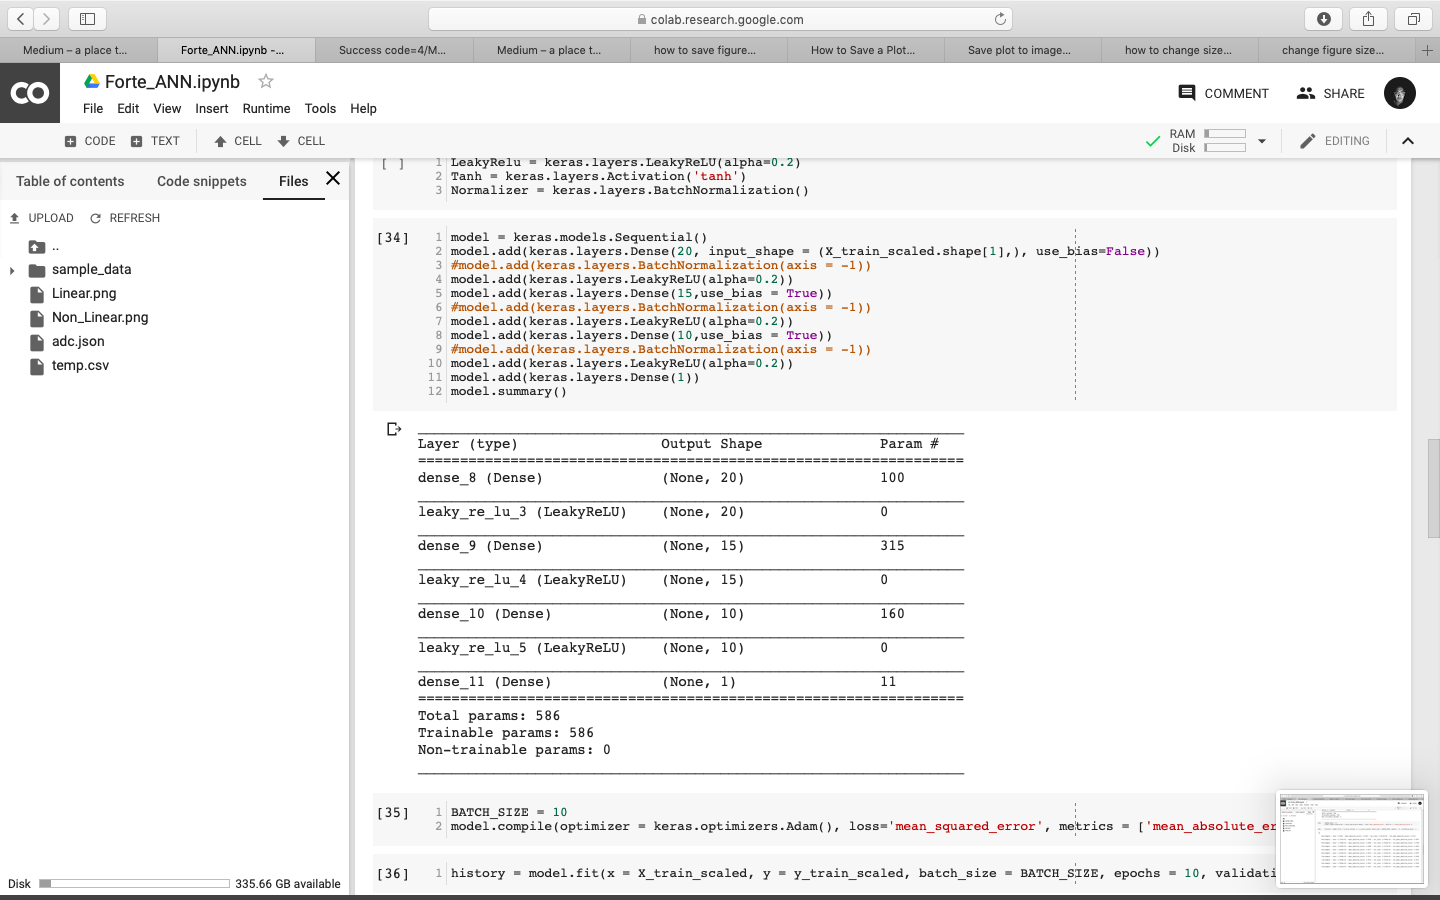 colab.research.google.com
Medium – a place t...
Forte_ANN.ipynb -...
Success code=4/M...
Medium – a place t...
how to save figure...
How to Save a Plot...
Save plot to image...
how to change size...
change figure size...
CO
Forte_ANN.ipynb
COMMENT
SHARE
File Edit View Insert Runtime Tools Help
CODE TEXT CELL CELL
RAM
Disk
EDITING
Table of contents Code snippets Files
UPLOAD REFRESH
..
sample_data
Linear.png
Non_Linear.png
adc.json
temp.csv
Disk 335.66 GB available
[ ]
1 LeakyRelu = keras.layers.LeakyReLU(alpha=0.2)
2 Tanh = keras.layers.Activation('tanh')
3 Normalizer = keras.layers.BatchNormalization()
[34]
1 model = keras.models.Sequential()
2 model.add(keras.layers.Dense(20, input_shape = (X_train_scaled.shape[1],), use_bias=False))
3 #model.add(keras.layers.BatchNormalization(axis = -1))
4 model.add(keras.layers.LeakyReLU(alpha=0.2))
5 model.add(keras.layers.Dense(15,use_bias = True))
6 #model.add(keras.layers.BatchNormalization(axis = -1))
7 model.add(keras.layers.LeakyReLU(alpha=0.2))
8 model.add(keras.layers.Dense(10,use_bias = True))
9 #model.add(keras.layers.BatchNormalization(axis = -1))
10 model.add(keras.layers.LeakyReLU(alpha=0.2))
11 model.add(keras.layers.Dense(1))
12 model.summary()
Layer (type) Output Shape Param #
=================================================================
dense_8 (Dense) (None, 20) 100
leaky_re_lu_3 (LeakyReLU) (None, 20) 0
dense_9 (Dense) (None, 15) 315
leaky_re_lu_4 (LeakyReLU) (None, 15) 0
dense_10 (Dense) (None, 10) 160
leaky_re_lu_5 (LeakyReLU) (None, 10) 0
dense_11 (Dense) (None, 1) 11
=================================================================
Total params: 586
Trainable params: 586
Non-trainable params: 0
[35]
1 BATCH_SIZE = 10
2 model.compile(optimizer = keras.optimizers.Adam(), loss='mean_squared_error', metrics = ['mean_absolute_er
[36]
1 history = model.fit(x = X_train_scaled, y = y_train_scaled, batch_size = BATCH_SIZE, epochs = 10, validati